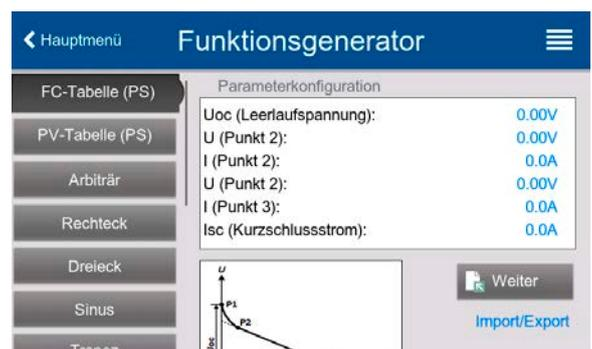 Hauptmenü
Funktionsgenerator
FC-Tabelle (PS)
PV-Tabelle (PS)
Arbiträr
Rechteck
Dreieck
Sinus
Parameterkonfiguration
Uoc (Leerlaufspannung): 0.00V
U (Punkt 2): 0.00V
I (Punkt 2): 0.0A
U (Punkt 2): 0.00V
I (Punkt 3): 0.0A
Isc (Kurzschlussstrom): 0.0A
U
P1
P2
Weiter
Import/Export